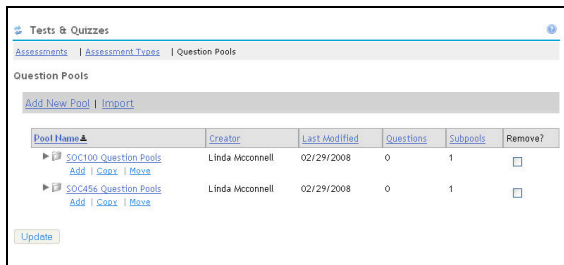 Tests & Quizzes
Assessments | Assessment Types | Question Pools
Question Pools
Add New Pool | Import
Pool Name Creator Last Modified Questions Subpools Remove?
SOC100 Question Pools Linda Mcconnell 02/29/2008 0 1
Add | Copy | Move
SOC456 Question Pools Linda Mcconnell 02/29/2008 0 1
Add | Copy | Move
Update